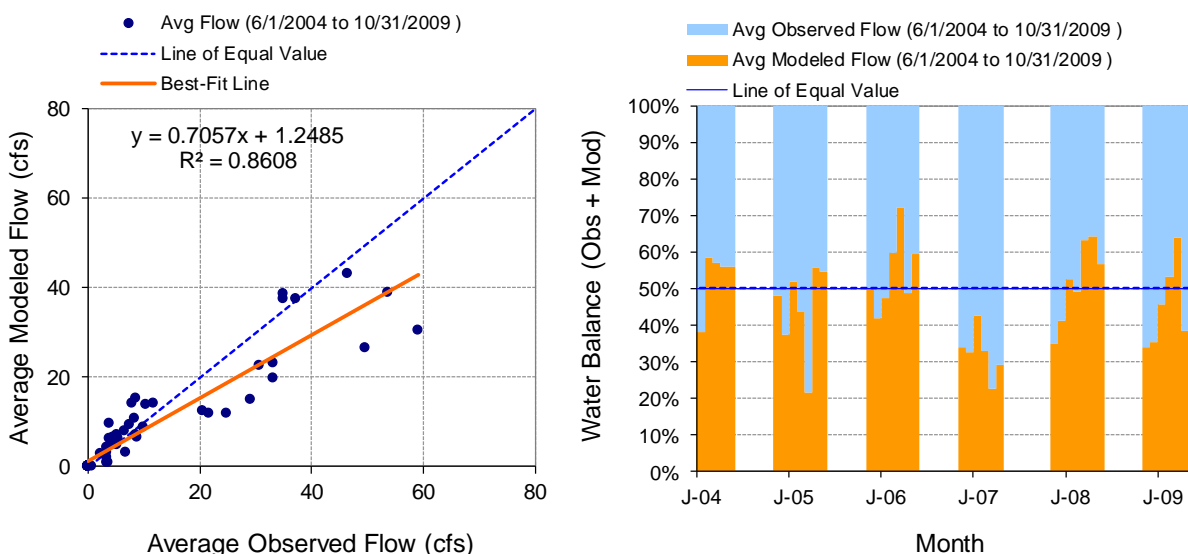 Avg Flow (6/1/2004 to 10/31/2009 )
Line of Equal Value
Best-Fit Line
y = 0.7057x + 1.2485
R² = 0.8608
Average Modeled Flow (cfs)
80
60
40
20
0
0 20 40 60 80
Average Observed Flow (cfs)
Avg Observed Flow (6/1/2004 to 10/31/2009 )
Avg Modeled Flow (6/1/2004 to 10/31/2009 )
Line of Equal Value
Water Balance (Obs + Mod)
100%
90%
80%
70%
60%
50%
40%
30%
20%
10%
0%
J-04 J-05 J-06 J-07 J-08 J-09
Month